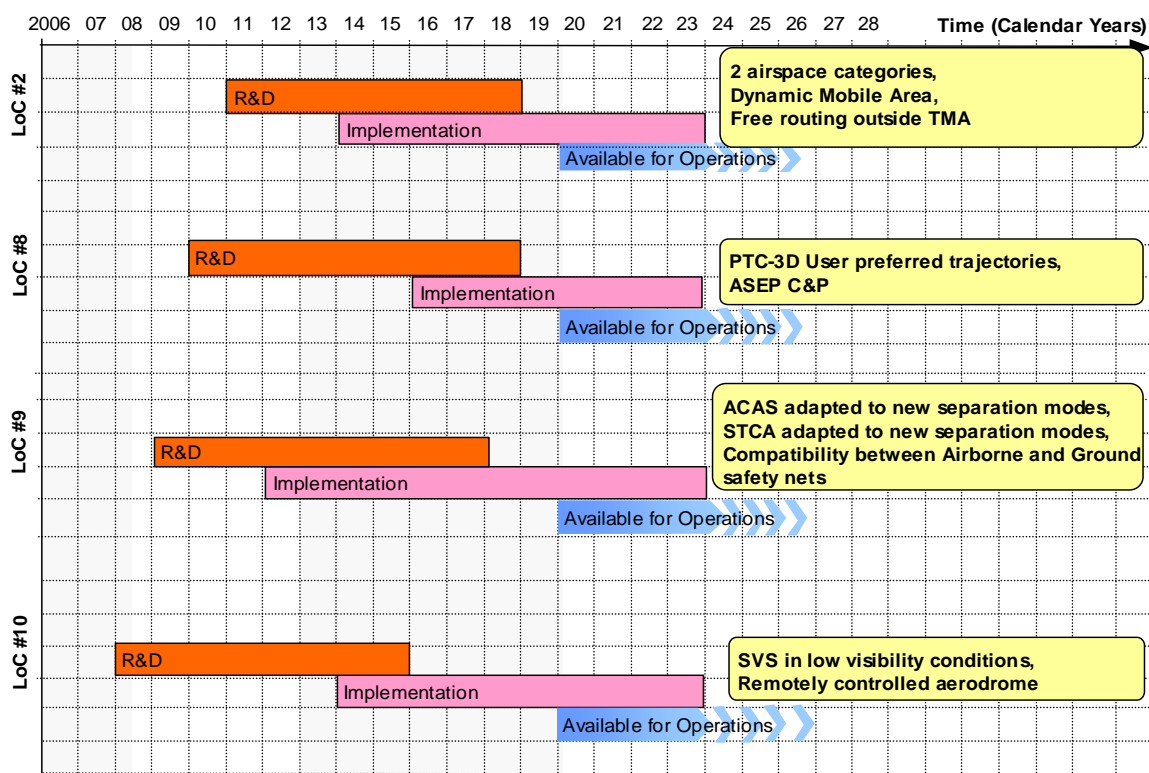 2006 07 08 09 10 11 12 13 14 15 16 17 18 19 20 21 22 23 24 25 26 27 28 Time (Calendar Years)
LoC #2
R&D
Implementation
Available for Operations
2 airspace categories,
Dynamic Mobile Area,
Free routing outside TMA
LoC #8
R&D
Implementation
Available for Operations
PTC-3D User preferred trajectories,
ASEP C&P
LoC #9
R&D
Implementation
Available for Operations
ACAS adapted to new separation modes,
STCA adapted to new separation modes,
Compatibility between Airborne and Ground
safety nets
LoC #10
R&D
Implementation
Available for Operations
SVS in low visibility conditions,
Remotely controlled aerodrome